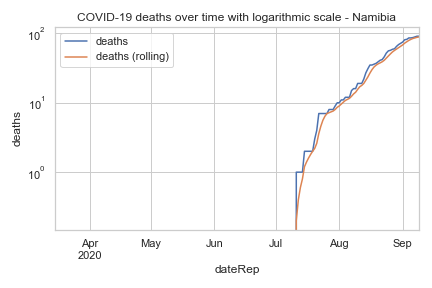 COVID-19 deaths over time with logarithmic scale - Namibia
10²
deaths
deaths (rolling)
10¹
10⁰
deaths
Apr
2020
May
Jun
Jul
Aug
Sep
dateRep